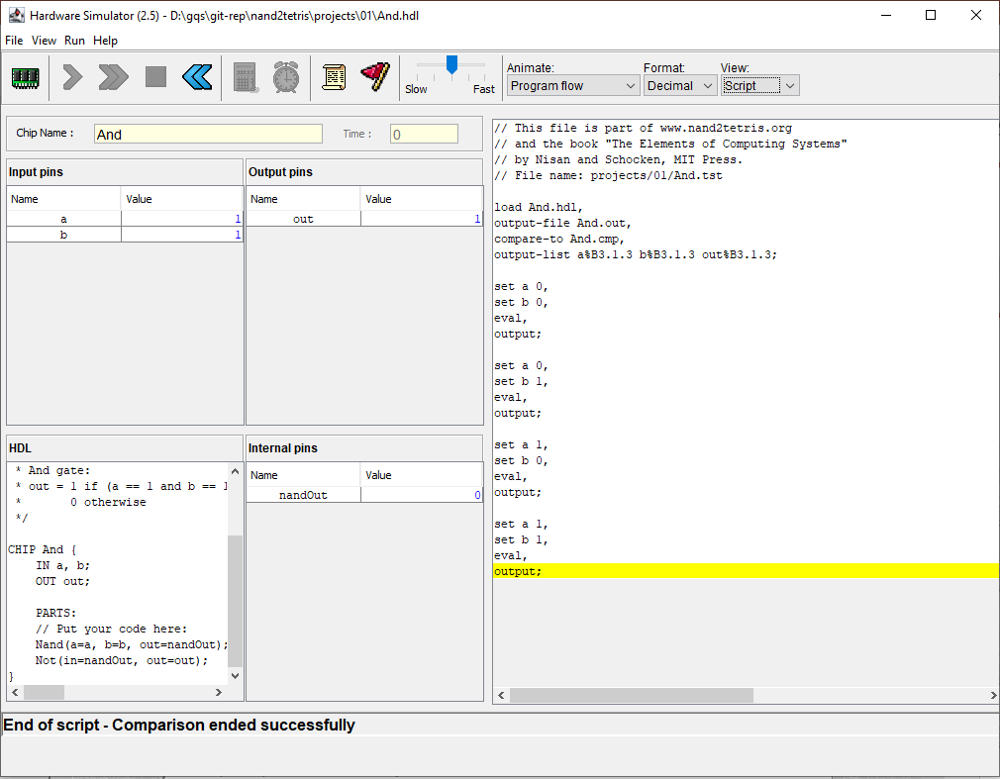 Hardware Simulator (2.5) - D:\gqs\git-rep\nand2tetris\projects\01\And.hdl
File View Run Help
Slow Fast
Animate: Format: View:
Program flow Decimal Script
Chip Name : And Time : 0
Input pins
Name Value
a 1
b 1
Output pins
Name Value
out 1
HDL
* And gate:
* out = 1 if (a == 1 and b == 1
* 0 otherwise
*/
CHIP And {
IN a, b;
OUT out;
PARTS:
// Put your code here:
Nand(a=a, b=b, out=nandOut);
Not(in=nandOut, out=out);
}
Internal pins
Name Value
nandOut 0
// This file is part of www.nand2tetris.org
// and the book "The Elements of Computing Systems"
// by Nisan and Schocken, MIT Press.
// File name: projects/01/And.tst
load And.hdl,
output-file And.out,
compare-to And.cmp,
output-list a%B3.1.3 b%B3.1.3 out%B3.1.3;
set a 0,
set b 0,
eval,
output;
set a 0,
set b 1,
eval,
output;
set a 1,
set b 0,
eval,
output;
set a 1,
set b 1,
eval,
output;
End of script - Comparison ended successfully